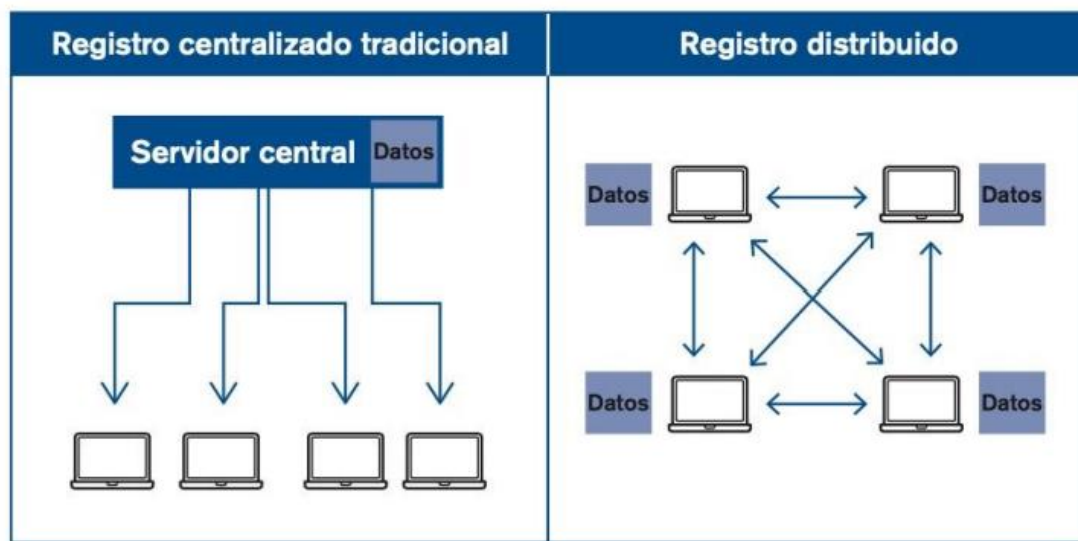 Registro centralizado tradicional
Registro distribuido
Servidor central
Datos
Datos
Datos
Datos
Datos